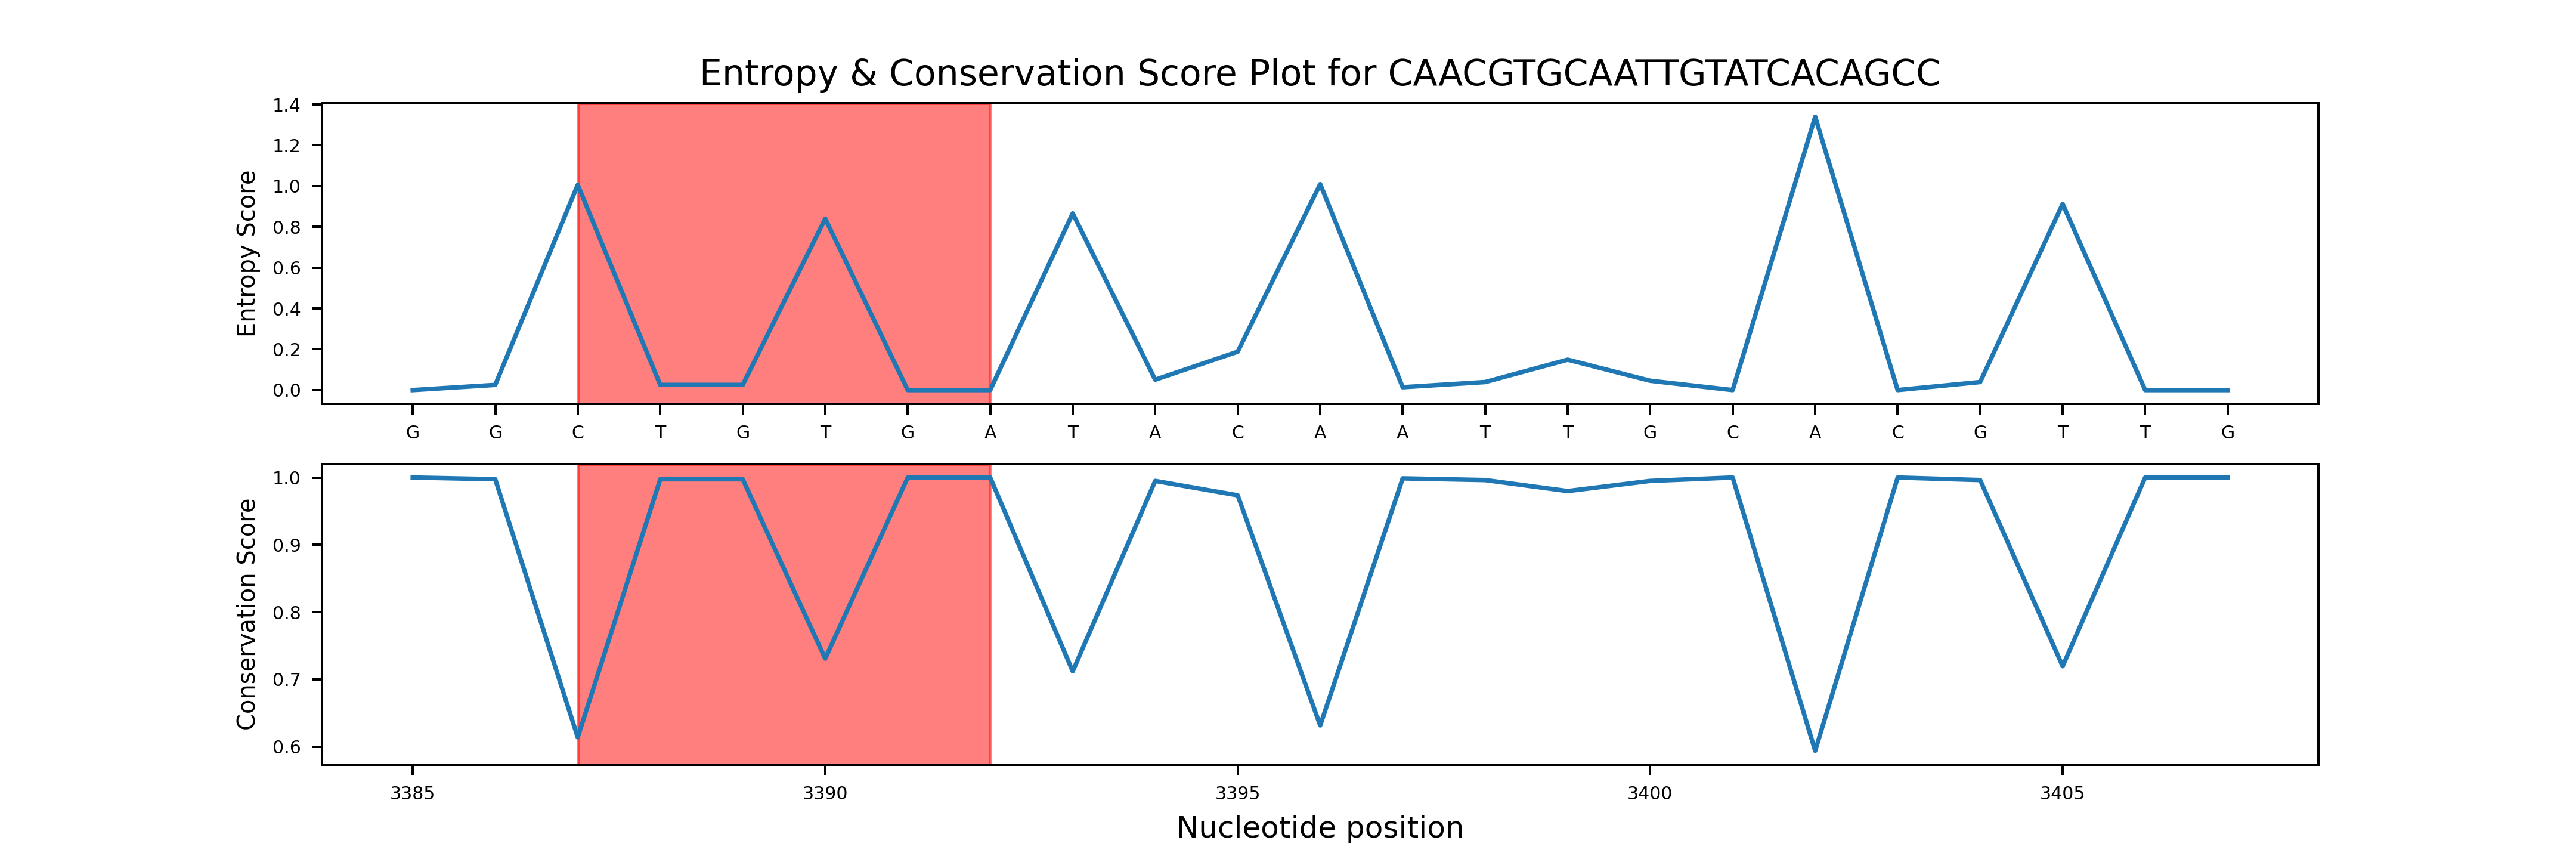 Entropy & Conservation Score Plot for CAACGTGCAATTGTATCACAGCC
Entropy Score
1.4
1.2
1.0
0.8
0.6
0.4
0.2
0.0
G G C T G T G A T A C A A T T G C A C G T T G
Conservation Score
1.0
0.9
0.8
0.7
0.6
3385 3390 3395 3400 3405
Nucleotide position